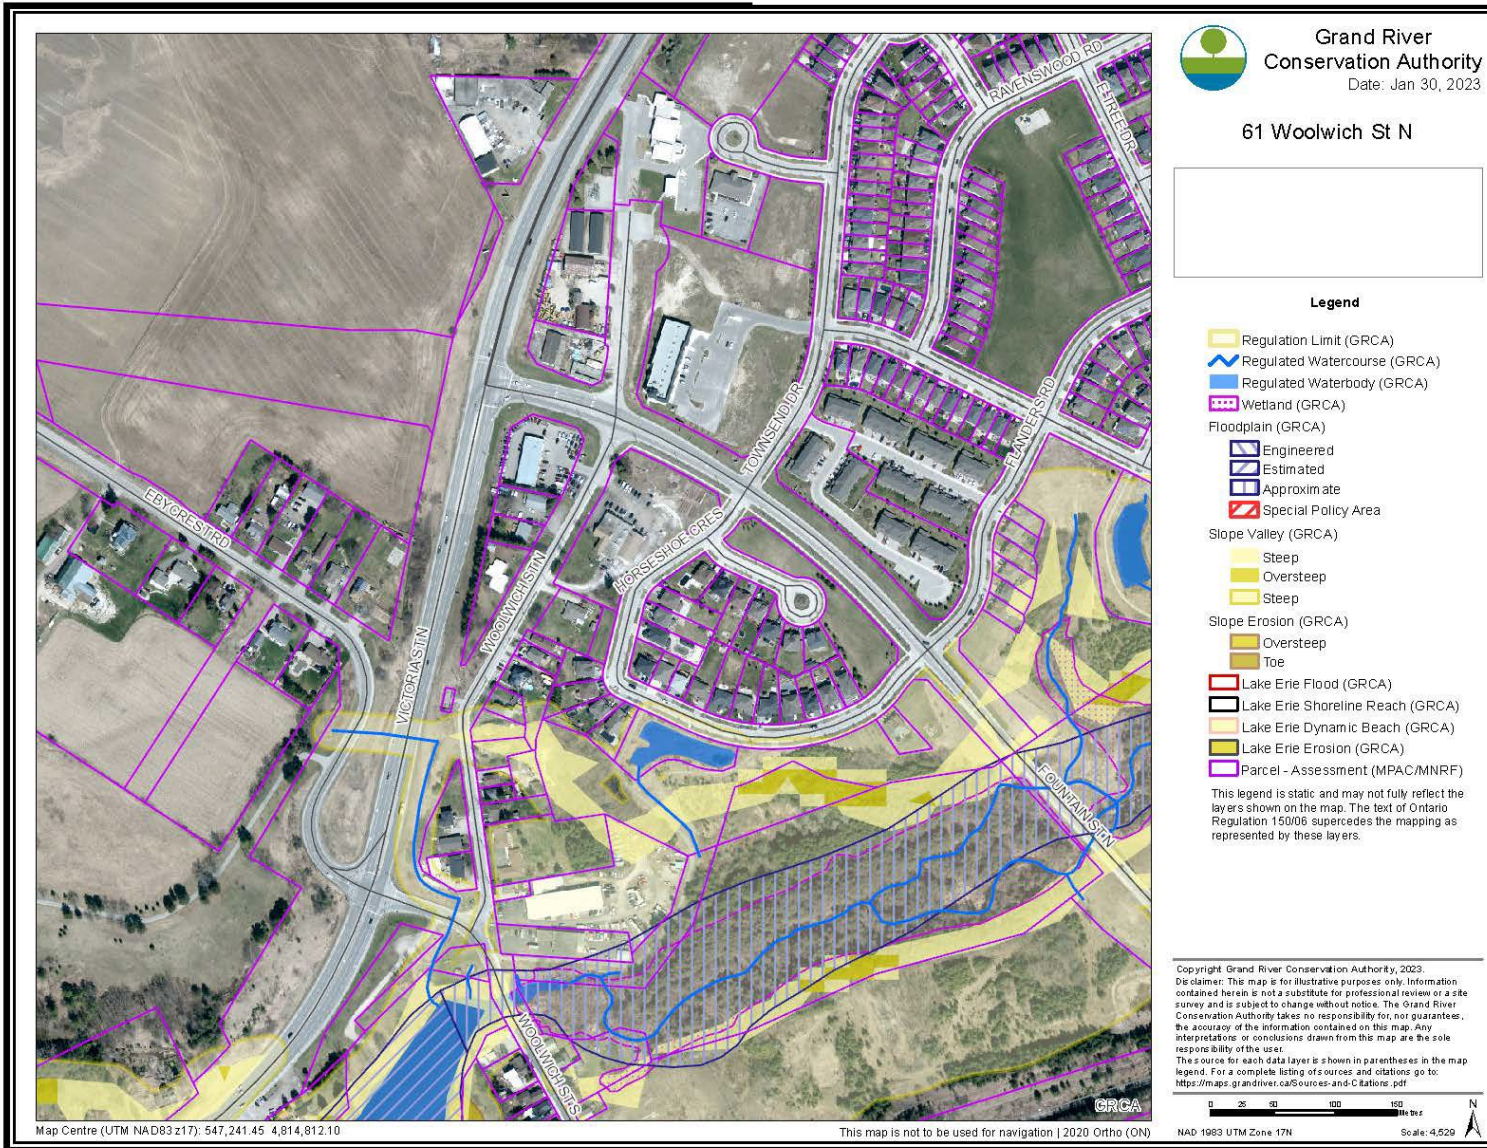 Grand River
Conservation Authority
Date: Jan 30, 2023
61 Woolwich St N
Legend
Regulation Limit (GRCA)
Regulated Watercourse (GRCA)
Regulated Waterbody (GRCA)
Wetland (GRCA)
Floodplain (GRCA)
Engineered
Estimated
Approximate
Special Policy Area
Slope Valley (GRCA)
Steep
Oversteep
Steep
Slope Erosion (GRCA)
Oversteep
Toe
Lake Erie Flood (GRCA)
Lake Erie Shoreline Reach (GRCA)
Lake Erie Dynamic Beach (GRCA)
Lake Erie Erosion (GRCA)
Parcel - Assessment (MPAC/MNRF)
This legend is static and may not fully reflect the
layers shown on the map. The text of Ontario
Regulation 150/06 supercedes the mapping as
represented by these layers.
Copyright Grand River Conservation Authority, 2023.
Disclaimer: This map is for illustrative purposes only. Information
contained herein is not a substitute for professional review or a site
survey and is subject to change without notice. The Grand River
Conservation Authority takes no responsibility for, nor guarantees,
the accuracy of the information contained on this map. Any
interpretations or conclusions drawn from this map are the sole
responsibility of the user.
The source for each data layer is shown in parentheses in the map
legend. For a complete listing of sources and citations go to:
https://maps.grandriver.ca/Sources-and-Citations.pdf
0 25 50 100 150
Metres
N
NAD 1983 UTM Zone 17N
Scale: 4,529
RAVENSWOOD RD
E TREE DR
TOWNSEND DR
FLANDERS RD
EBYCREST RD
HORSESHOE CRES
WOOLWICH ST N
VICTORIA ST N
FOUNTAIN ST N
WOOLWICH ST S
GRCA
Map Centre (UTM NAD83 z17): 547,241.45 4,814,812.10
This map is not to be used for navigation | 2020 Ortho (ON)